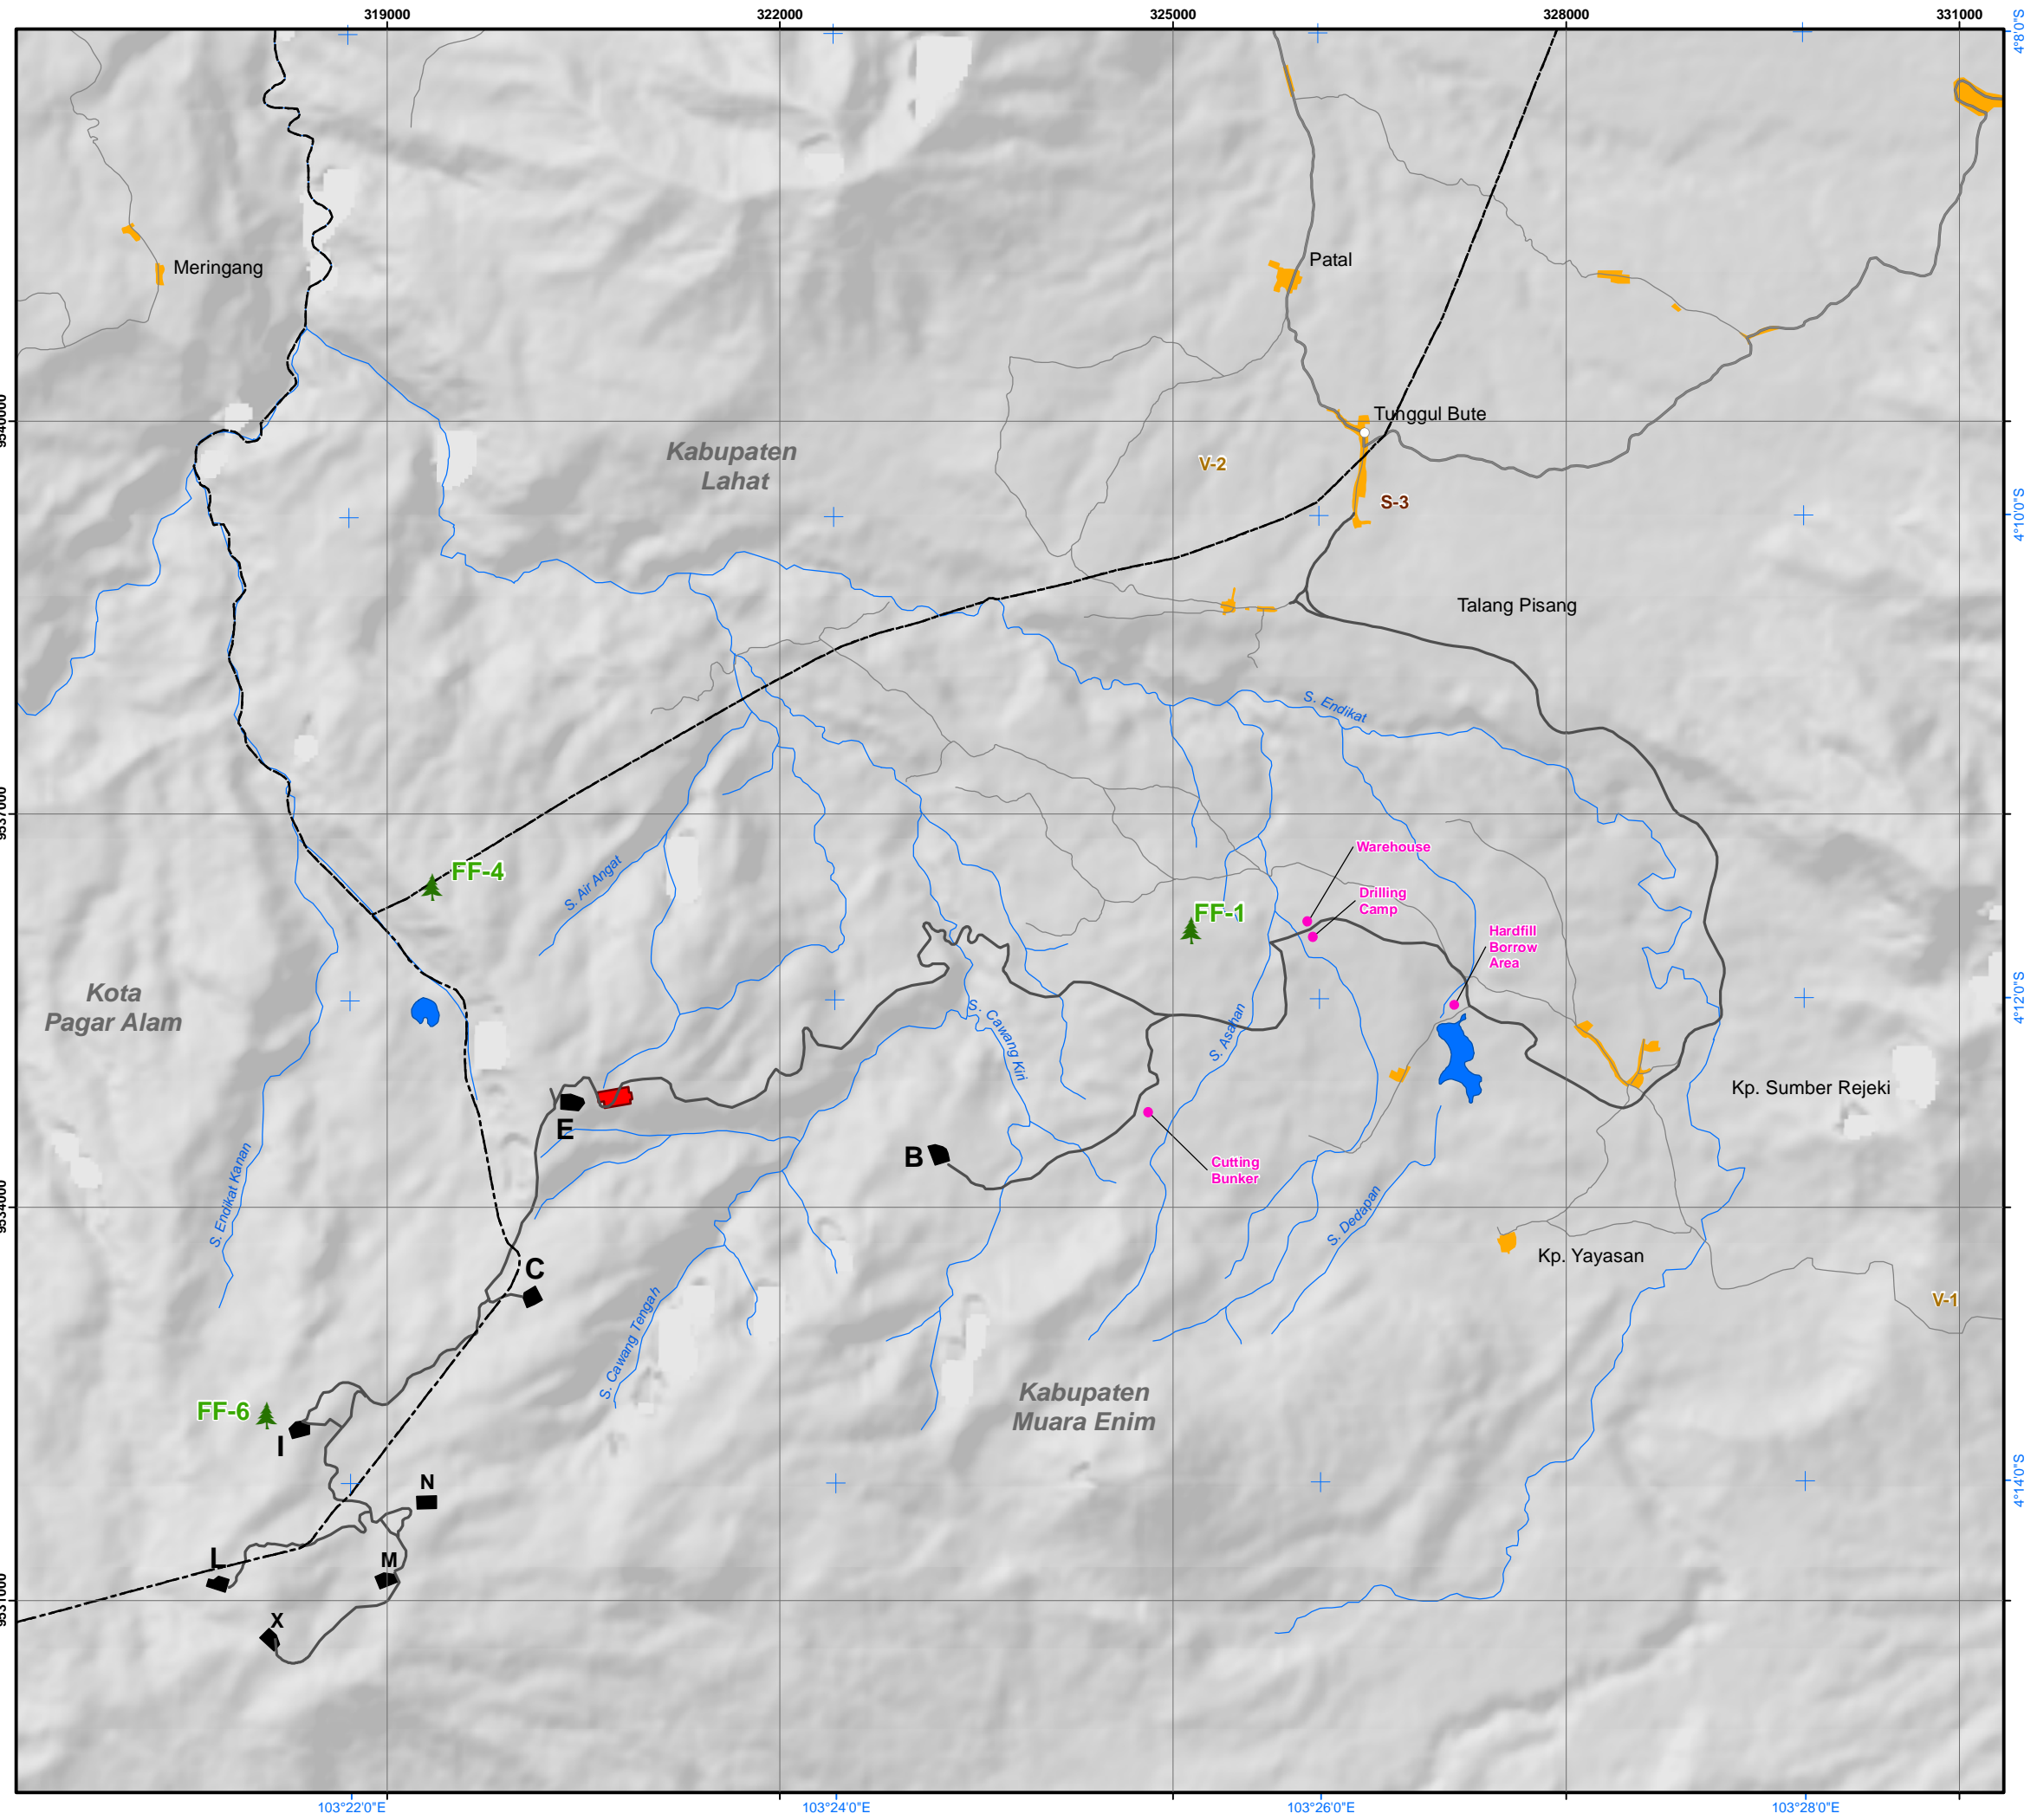 319000
322000
325000
328000
331000
4°8'0"S
Meringang
Patal
Tunggul Bute
9540000
Kabupaten
Lahat
V-2
S-3
4°10'0"S
Talang Pisang
S. Endikat
9537000
Warehouse
FF-4
S. Air Angat
Drilling
Camp
FF-1
Hardfill
Borrow
Area
Kota
Pagar Alam
4°12'0"S
S. Cawang Kiri
S. Asahan
Kp. Sumber Rejeki
E
B
Cutting
Bunker
S. Endikat Kanan
9534000
S. Dedapan
Kp. Yayasan
C
V-1
S. Cawang Tengah
Kabupaten
Muara Enim
FF-6
I
N
4°14'0"S
L
M
9531000
X
103°22'0"E
103°24'0"E
103°26'0"E
103°28'0"E